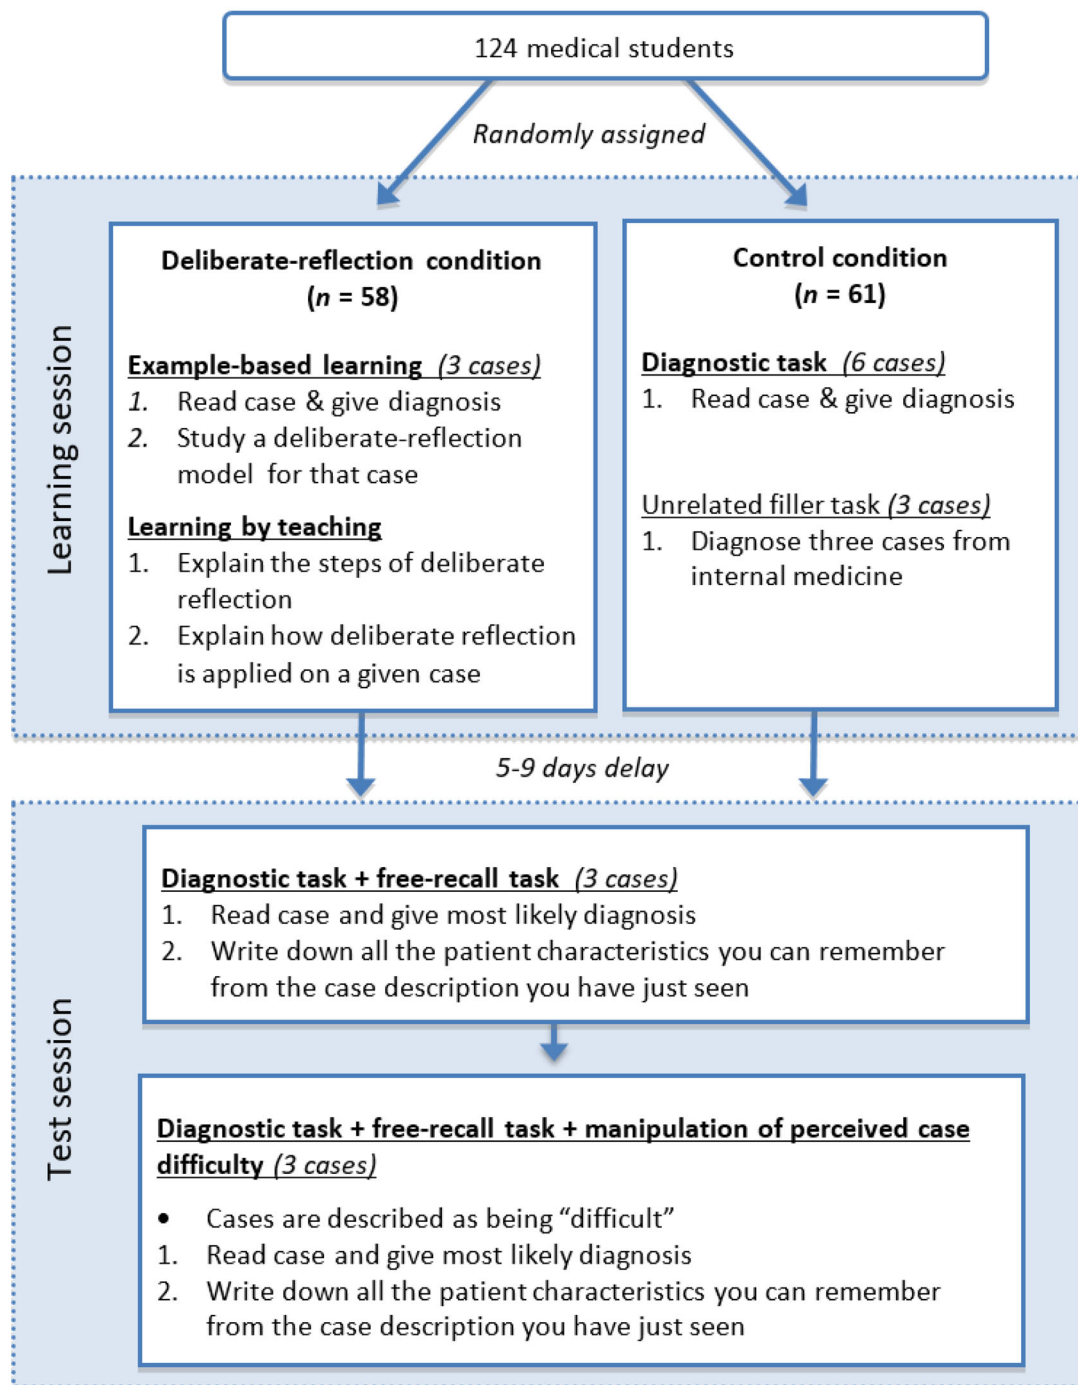 124 medical students
Randomly assigned
Learning session
Deliberate-reflection condition
(n = 58)
Example-based learning (3 cases)
1. Read case & give diagnosis
2. Study a deliberate-reflection
model for that case
Learning by teaching
1. Explain the steps of deliberate
reflection
2. Explain how deliberate reflection
is applied on a given case
Control condition
(n = 61)
Diagnostic task (6 cases)
1. Read case & give diagnosis
Unrelated filler task (3 cases)
1. Diagnose three cases from
internal medicine
5-9 days delay
Test session
Diagnostic task + free-recall task (3 cases)
1. Read case and give most likely diagnosis
2. Write down all the patient characteristics you can remember
from the case description you have just seen
Diagnostic task + free-recall task + manipulation of perceived case
difficulty (3 cases)
• Cases are described as being “difficult”
1. Read case and give most likely diagnosis
2. Write down all the patient characteristics you can remember
from the case description you have just seen